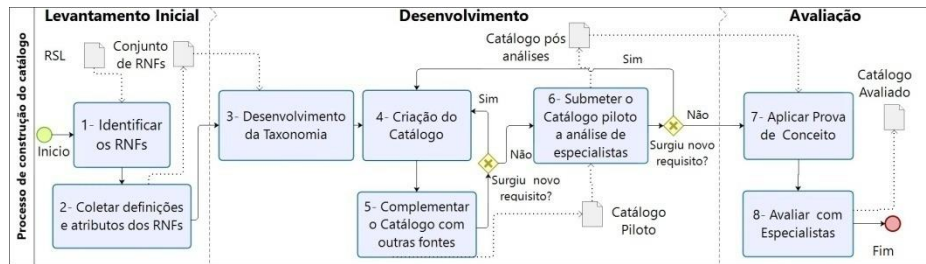 Processo de construção do catálogo
Levantamento Inicial
Desenvolvimento
Avaliação
RSL
Conjunto
de RNFs
Inicio
1- Identificar
os RNFs
2- Coletar definições
e atributos dos RNFs
3- Desenvolvimento
da Taxonomia
4- Criação do
Catálogo
5- Complementar
o Catálogo com
outras fontes
Sim
Não
Surgiu novo
requisito?
Catálogo pós
análises
Sim
6- Submeter o
Catálogo piloto
a análise de
especialistas
Catálogo
Piloto
Não
Surgiu novo
requisito?
7- Aplicar Prova
de Conceito
Catálogo
Avaliado
8- Avaliar com
Especialistas
Fim